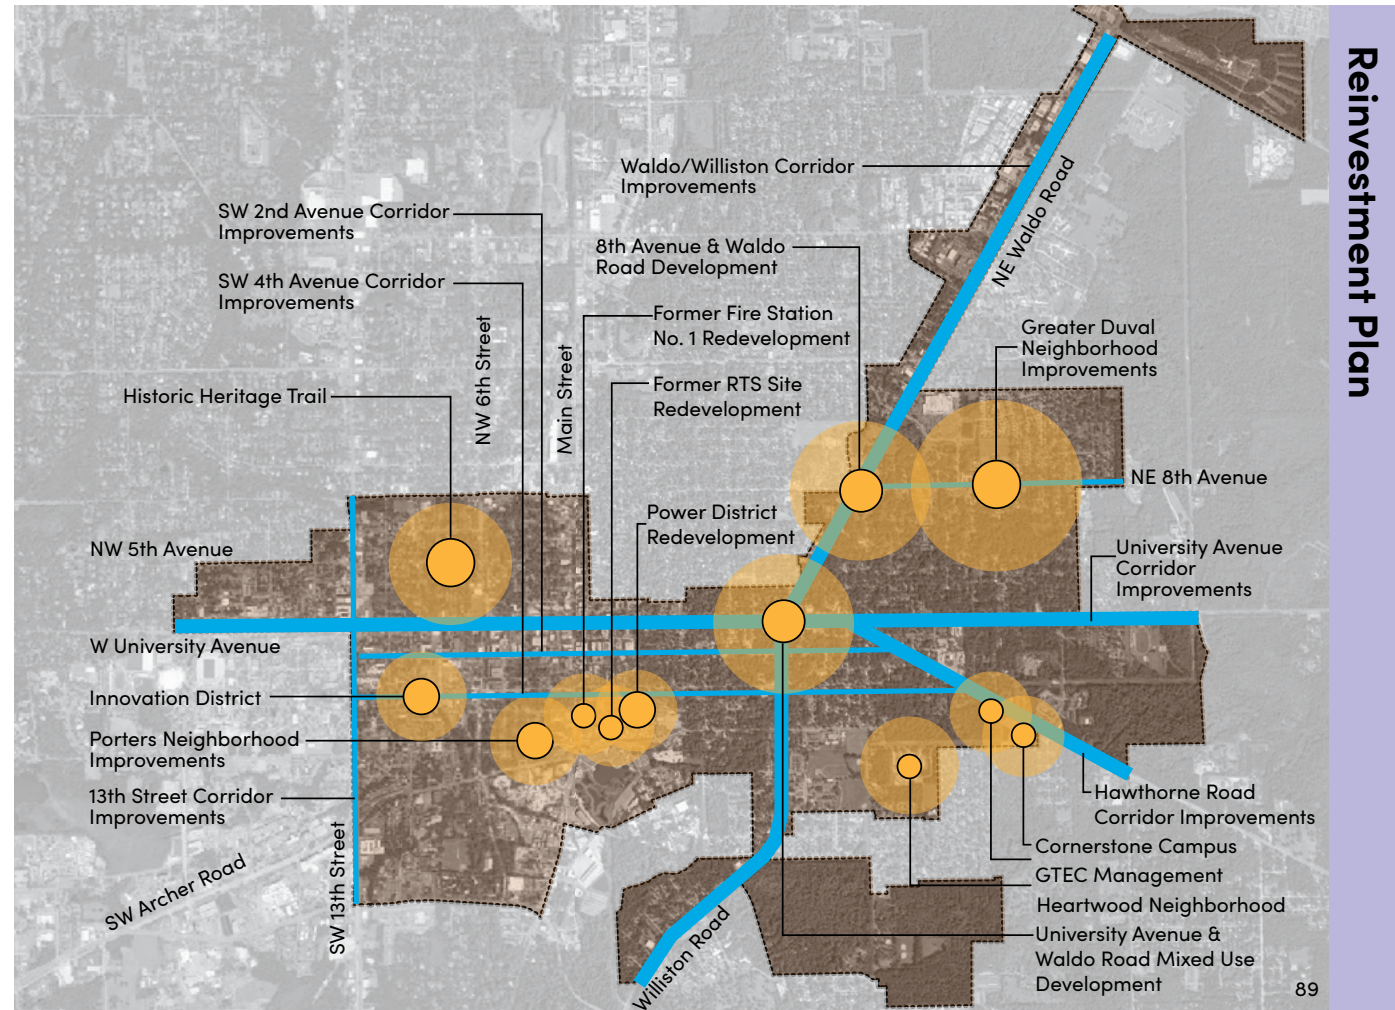 Reinvestment Plan
Waldo/Williston Corridor
Improvements
NE Waldo Road
SW 2nd Avenue Corridor
Improvements
8th Avenue & Waldo
Road Development
SW 4th Avenue Corridor
Improvements
Former Fire Station
No. 1 Redevelopment
Greater Duval
Neighborhood
Improvements
NW 6th Street
Main Street
Former RTS Site
Redevelopment
Historic Heritage Trail
NE 8th Avenue
Power District
Redevelopment
NW 5th Avenue
University Avenue
Corridor
Improvements
W University Avenue
Innovation District
Porters Neighborhood
Improvements
13th Street Corridor
Improvements
SW Archer Road
SW 13th Street
Williston Road
Hawthorne Road
Corridor Improvements
Cornerstone Campus
GTEC Management
Heartwood Neighborhood
University Avenue &
Waldo Road Mixed Use
Development
89